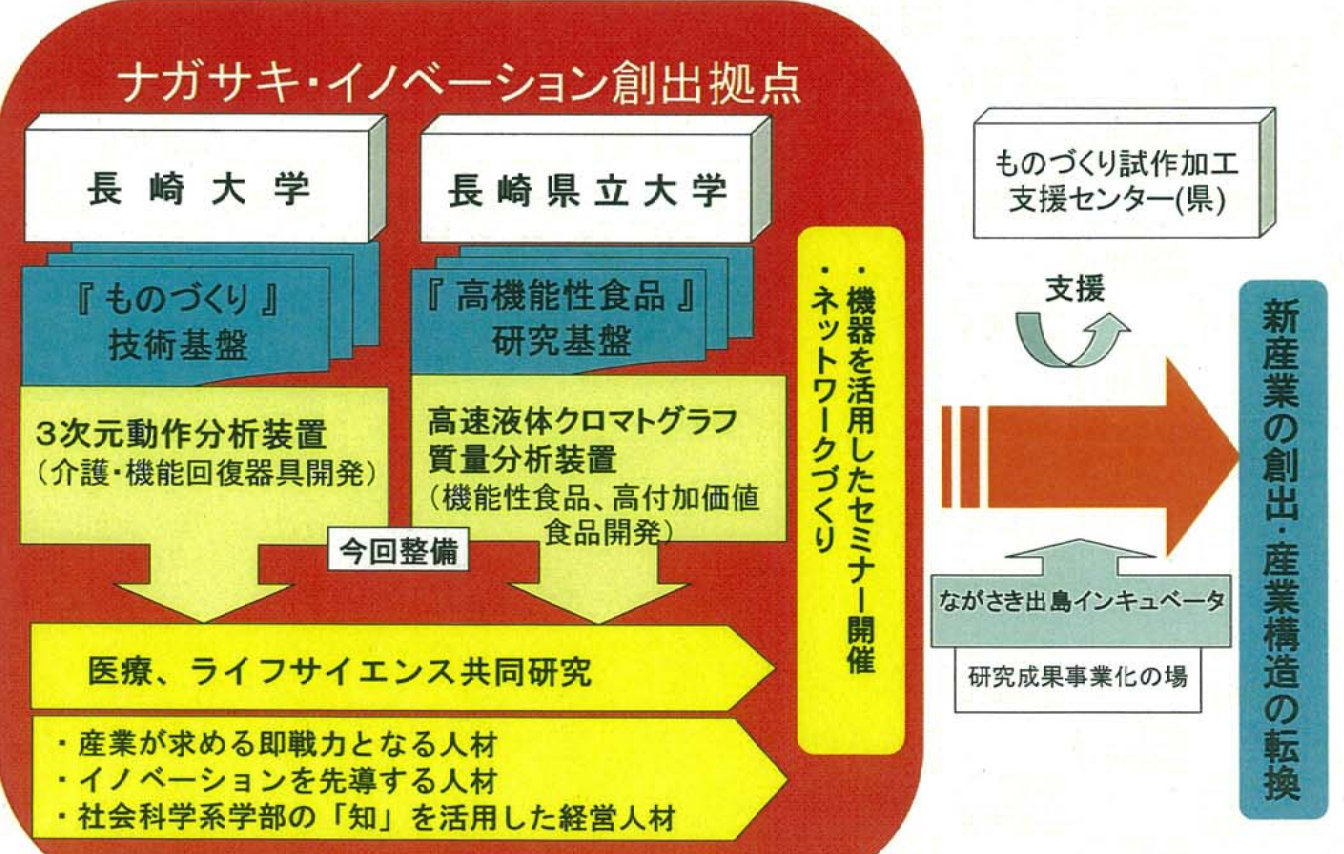 ナガサキ・イノベーション創出拠点
長崎大学
『ものづくり』
技術基盤
3次元動作分析装置
(介護・機能回復器具開発)
長崎県立大学
『高機能性食品』
研究基盤
高速液体クロマトグラフ
質量分析装置
(機能性食品、高付加価値
食品開発)
今回整備
医療、ライフサイエンス共同研究
・産業が求める即戦力となる人材
・イノベーションを先導する人材
・社会科学系学部の「知」を活用した経営人材
・機器を活用したセミナー開催
・ネットワークづくり
ものづくり試作加工
支援センター(県)
支援
ながさき出島インキュベータ
研究成果事業化の場
新産業の創出・産業構造の転換